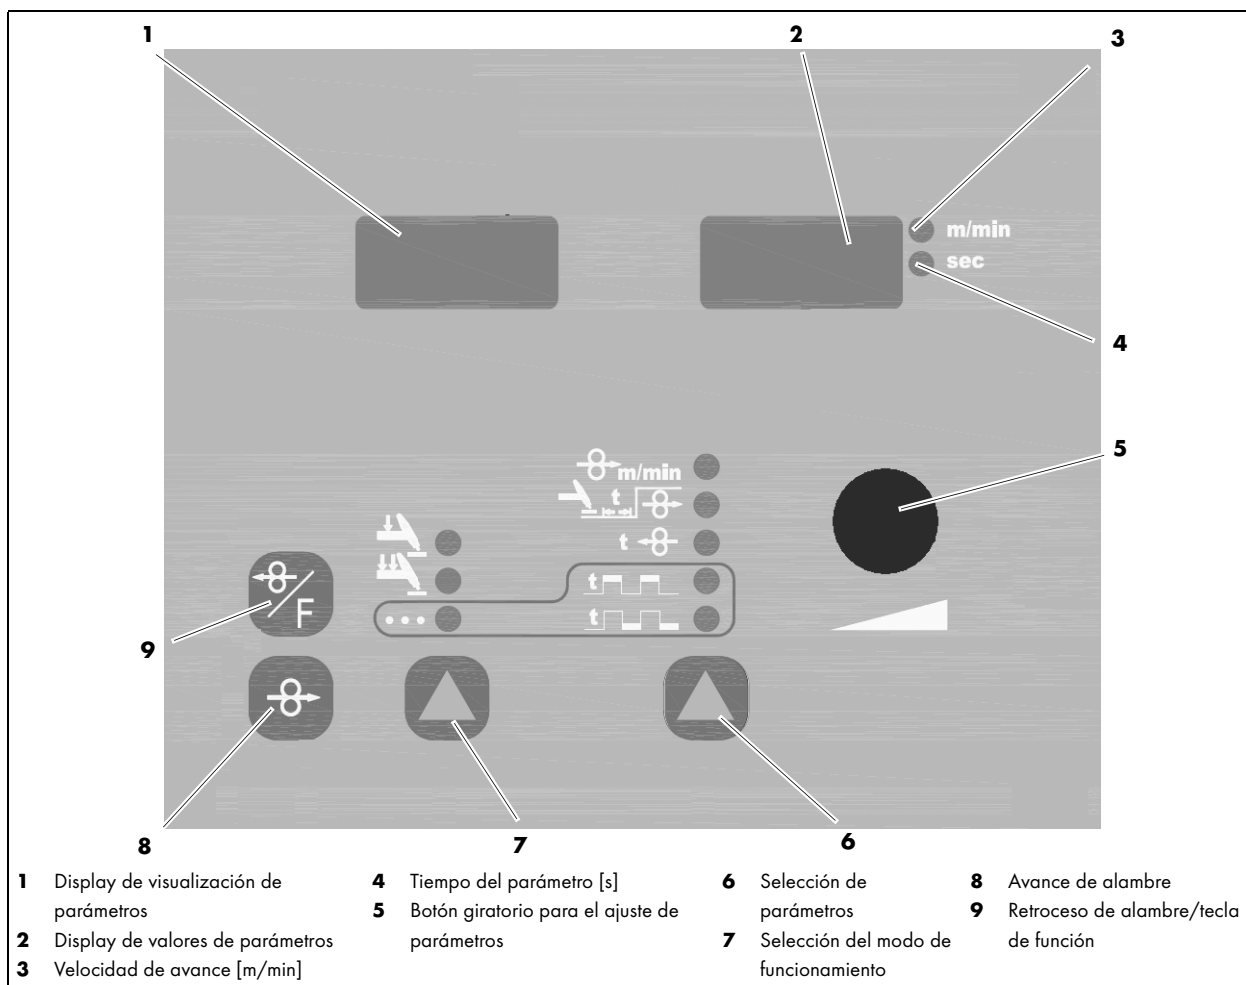 1
2
3
m/min
sec
4
5
m/min
t
t
t
t
F
9
8
7
6
1 Display de visualización de
parámetros
2 Display de valores de parámetros
3 Velocidad de avance [m/min]
4 Tiempo del parámetro [s]
5 Botón giratorio para el ajuste de
parámetros
6 Selección de
parámetros
7 Selección del modo de
funcionamiento
8 Avance de alambre
9 Retroceso de alambre/tecla
de función